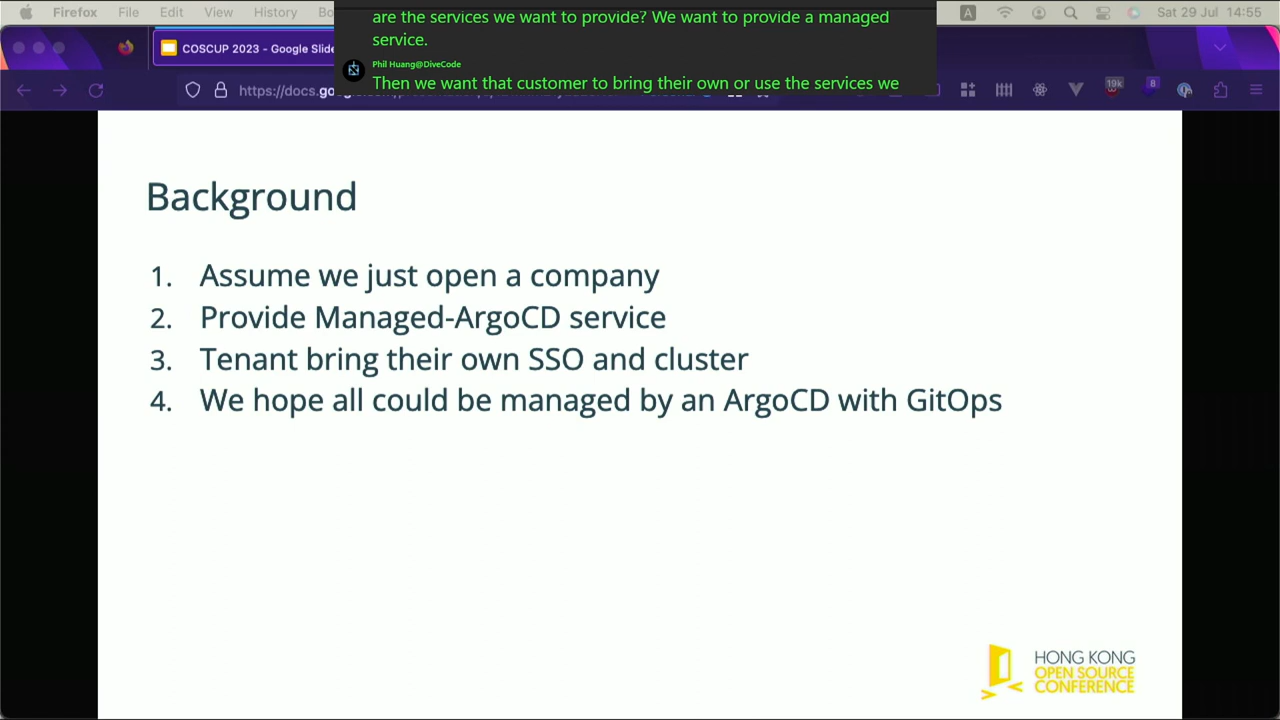 Firefox File Edit View History Bo
A Sat 29 Jul 14:55
are the services we want to provide? We want to provide a managed
service.
Phil Huang@DiveCode
Then we want that customer to bring their own or use the services we
COSCUP 2023 - Google Slide
https://docs.go
19K
8
Background
1. Assume we just open a company
2. Provide Managed-ArgoCD service
3. Tenant bring their own SSO and cluster
4. We hope all could be managed by an ArgoCD with GitOps
HONG KONG
OPEN SOURCE
CONFERENCE